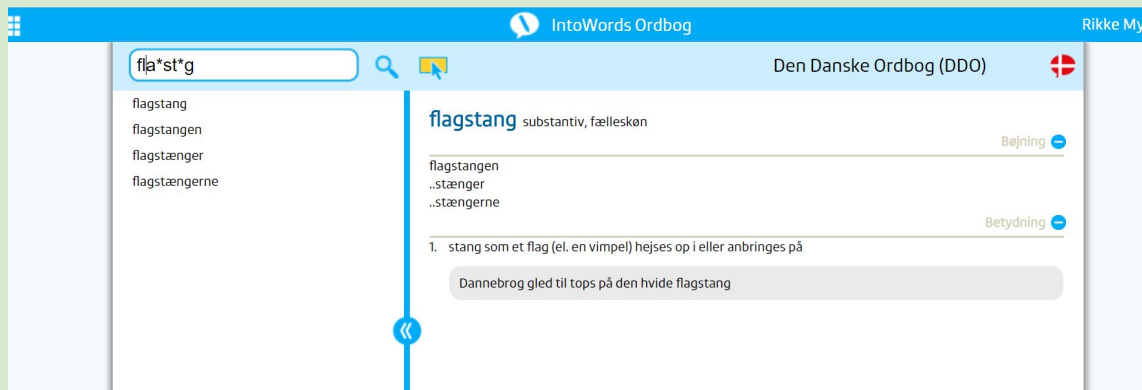 IntoWords Ordbog
Rikke My
fla*st*g
Den Danske Ordbog (DDO)
flagstang
flagstangen
flagstænger
flagstængerne
flagstang substantiv, fælleskøn
Bøjning
flagstangen
..stænger
..stængerne
Betydning
1. stang som et flag (el. en vimpel) hejses op i eller anbringes på
Dannebrog gled til tops på den hvide flagstang